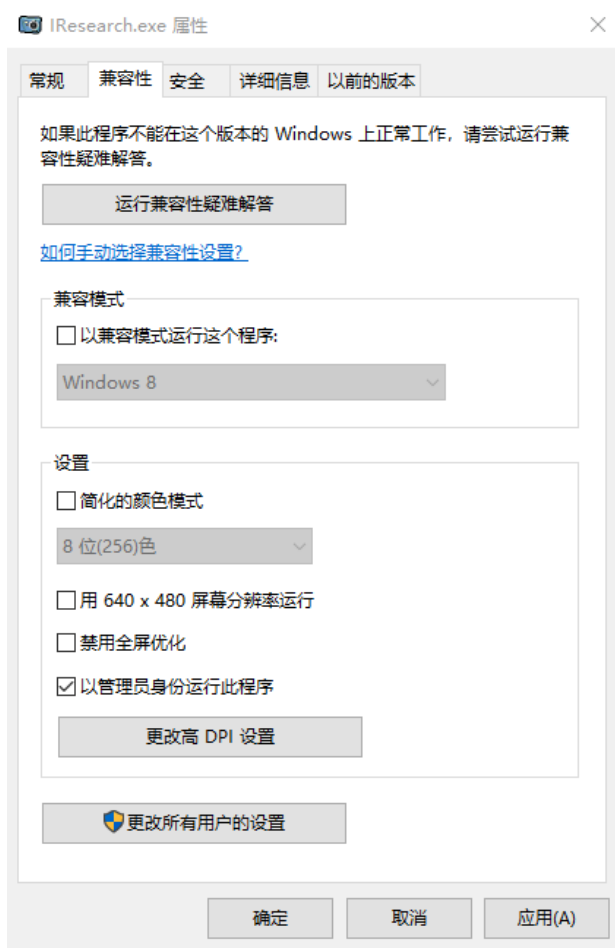 IResearch.exe 属性
常规 兼容性 安全 详细信息 以前的版本
如果此程序不能在这个版本的 Windows 上正常工作，请尝试运行兼
容性疑难解答。
运行兼容性疑难解答
如何手动选择兼容性设置?
兼容模式
以兼容模式运行这个程序:
Windows 8
设置
简化的颜色模式
8 位(256)色
用 640 x 480 屏幕分辨率运行
禁用全屏优化
以管理员身份运行此程序
更改高 DPI 设置
更改所有用户的设置
确定 取消 应用(A)